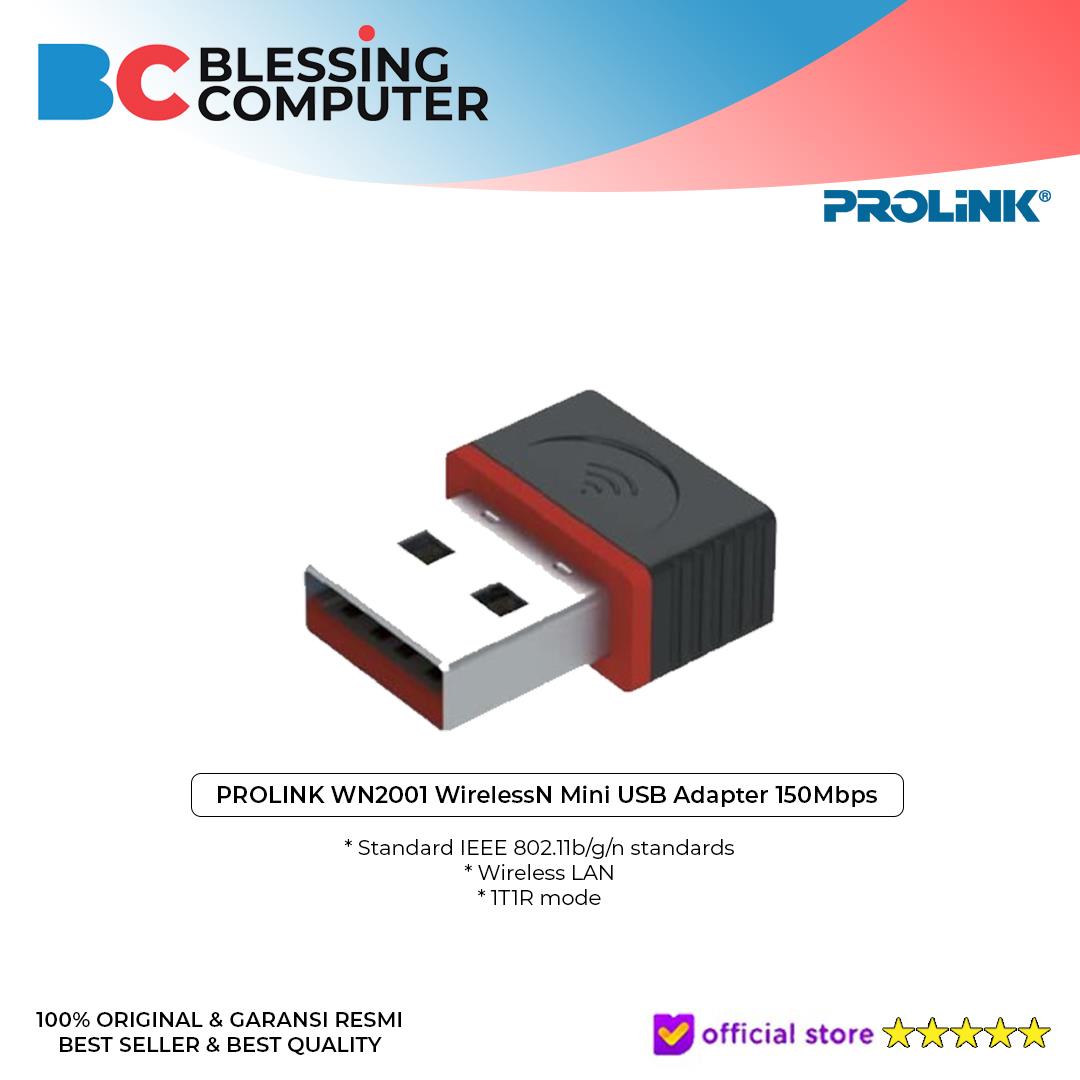 BC BLESSING
COMPUTER
PROLiNK®
PROLINK WN2001 WirelessN Mini USB Adapter 150Mbps
* Standard IEEE 802.11b/g/n standards
* Wireless LAN
* 1T1R mode
100% ORIGINAL & GARANSI RESMI
BEST SELLER & BEST QUALITY
official store